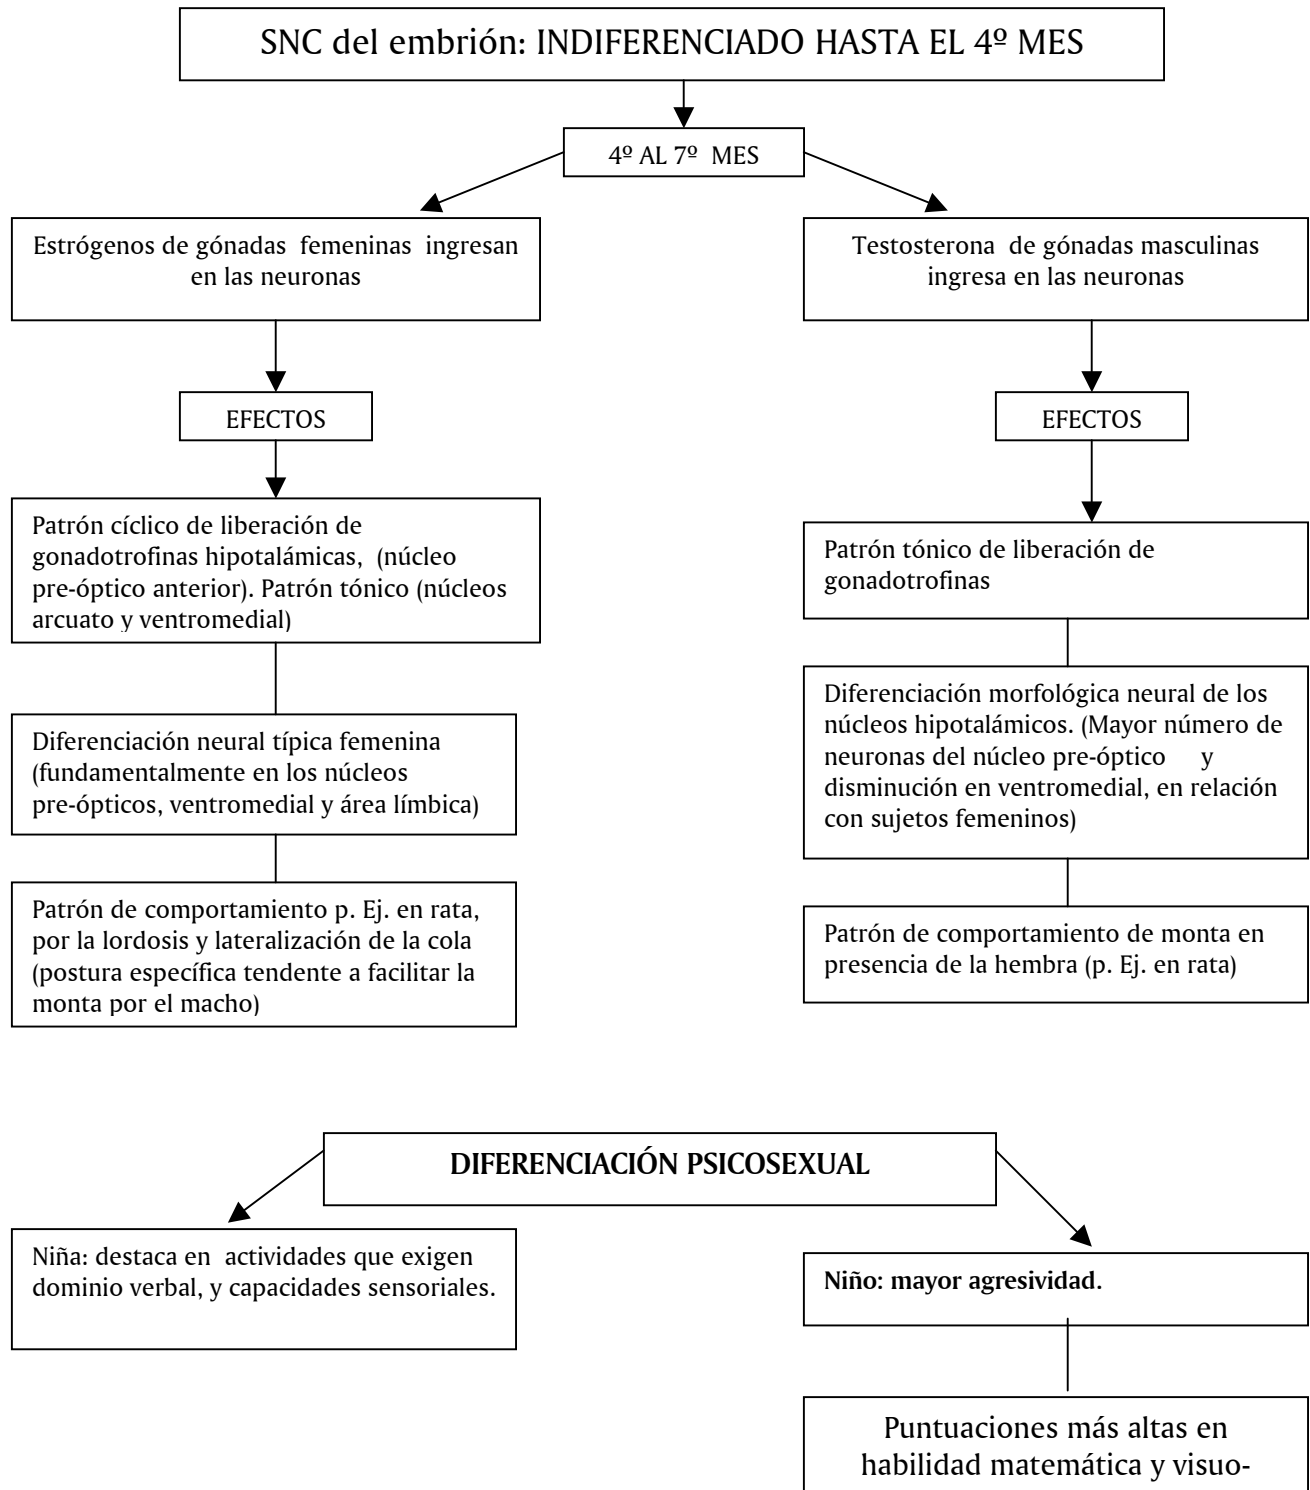 SNC del embrión: INDIFERENCIADO HASTA EL 4º MES
4º AL 7º MES
Estrógenos de gónadas femeninas ingresan
en las neuronas
EFECTOS
Patrón cíclico de liberación de
gonadotrofinas hipotalámicas, (núcleo
pre-óptico anterior). Patrón tónico (núcleos
arcuato y ventromedial)
Diferenciación neural típica femenina
(fundamentalmente en los núcleos
pre-ópticos, ventromedial y área límbica)
Patrón de comportamiento p. Ej. en rata,
por la lordosis y lateralización de la cola
(postura específica tendente a facilitar la
monta por el macho)
Testosterona de gónadas masculinas
ingresa en las neuronas
EFECTOS
Patrón tónico de liberación de
gonadotrofinas
Diferenciación morfológica neural de los
núcleos hipotalámicos. (Mayor número de
neuronas del núcleo pre-óptico y
disminución en ventromedial, en relación
con sujetos femeninos)
Patrón de comportamiento de monta en
presencia de la hembra (p. Ej. en rata)
DIFERENCIACIÓN PSICOSEXUAL
Niña: destaca en actividades que exigen
dominio verbal, y capacidades sensoriales.
Niño: mayor agresividad.
Puntuaciones más altas en
habilidad matemática y visuo-